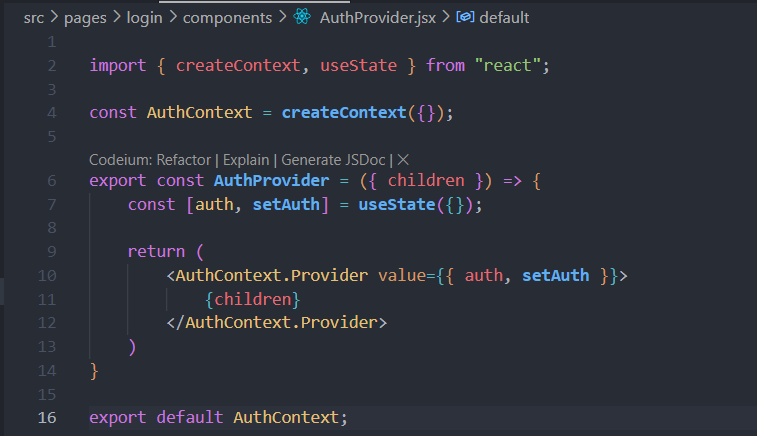 src > pages > login > components > AuthProvider.jsx > default
1
2 import { createContext, useState } from "react";
3
4 const AuthContext = createContext({});
5
Codeium: Refactor | Explain | Generate JSDoc | ×
6 export const AuthProvider = ({ children }) => {
7 const [auth, setAuth] = useState({});
8
9 return (
10 <AuthContext.Provider value={{ auth, setAuth }}>
11 {children}
12 </AuthContext.Provider>
13 )
14 }
15
16 export default AuthContext;